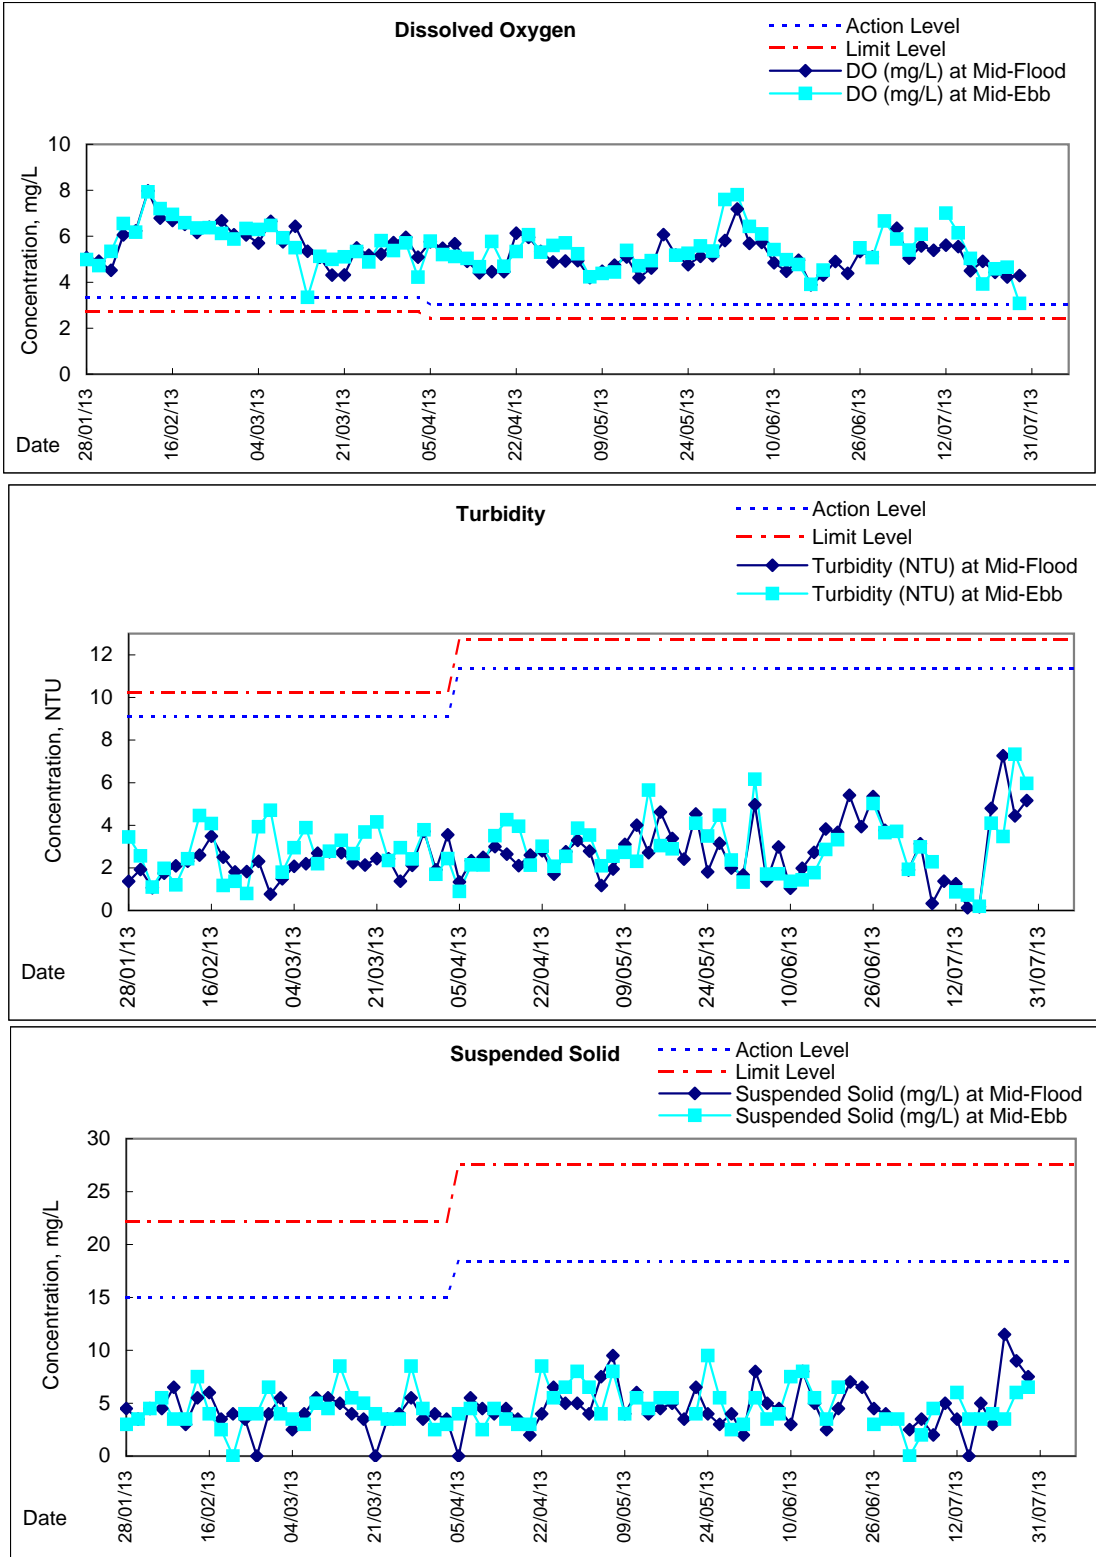 Dissolved Oxygen
Action Level
Limit Level
DO (mg/L) at Mid-Flood
DO (mg/L) at Mid-Ebb
Concentration, mg/L
10
8
6
4
2
0
28/01/13
16/02/13
04/03/13
21/03/13
05/04/13
22/04/13
09/05/13
24/05/13
10/06/13
26/06/13
12/07/13
31/07/13
Date
Turbidity
Action Level
Limit Level
Turbidity (NTU) at Mid-Flood
Turbidity (NTU) at Mid-Ebb
Concentration, NTU
12
10
8
6
4
2
0
28/01/13
16/02/13
04/03/13
21/03/13
05/04/13
22/04/13
09/05/13
24/05/13
10/06/13
26/06/13
12/07/13
31/07/13
Date
Suspended Solid
Action Level
Limit Level
Suspended Solid (mg/L) at Mid-Flood
Suspended Solid (mg/L) at Mid-Ebb
Concentration, mg/L
30
25
20
15
10
5
0
28/01/13
16/02/13
04/03/13
21/03/13
05/04/13
22/04/13
09/05/13
24/05/13
10/06/13
26/06/13
12/07/13
31/07/13
Date